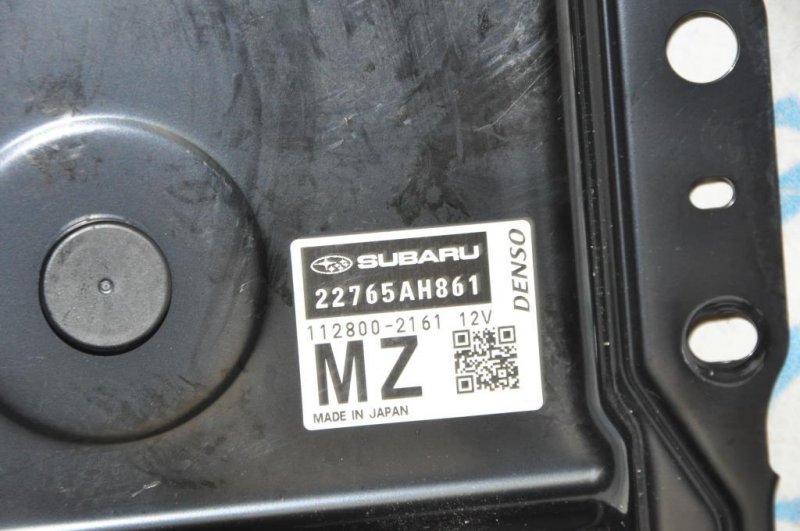 SUBARU
22765AH861
DENSO
112800-2161 12V
MZ
MADE IN JAPAN